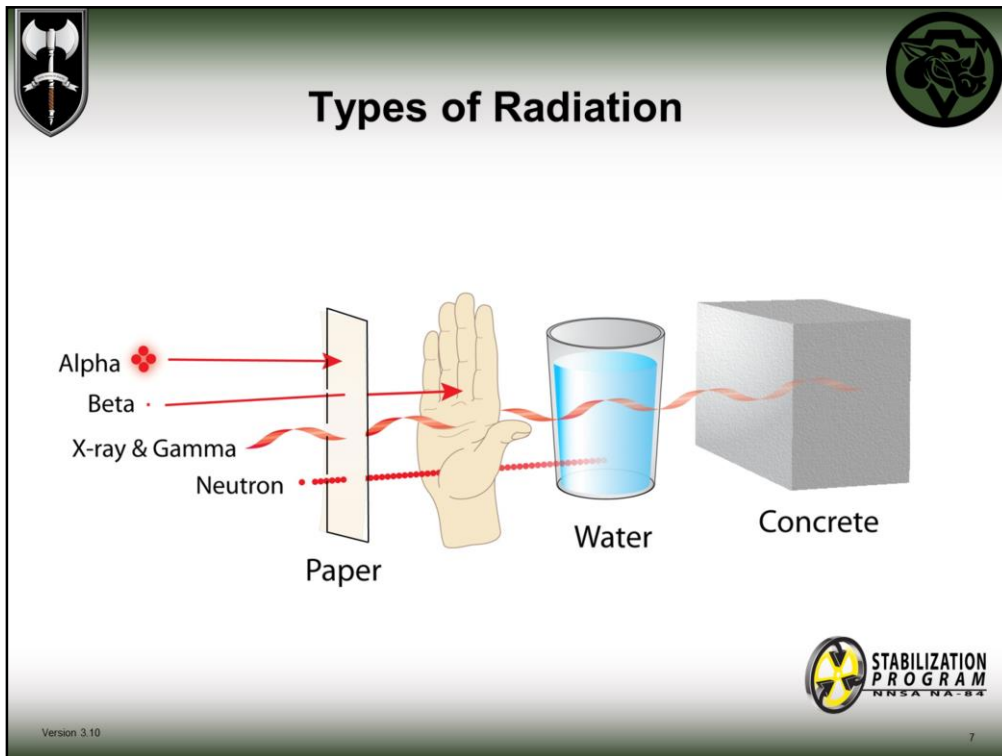 Types of Radiation
Alpha
Beta
X-ray & Gamma
Neutron
Paper
Water
Concrete
STABILIZATION
PROGRAM
NNSA NA-84
Version 3.10
7